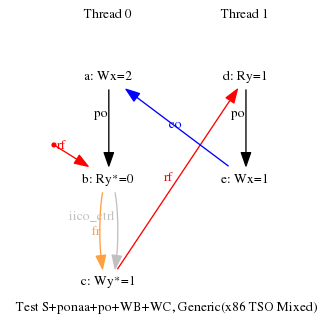 Thread 0
Thread 1
a: Wx=2
d: Ry=1
po
po
co
rf
b: Ry*=0
rf
e: Wx=1
iico_ctrl
fr
c: Wy*=1
Test S+ponaa+po+WB+WC, Generic(x86 TSO Mixed)